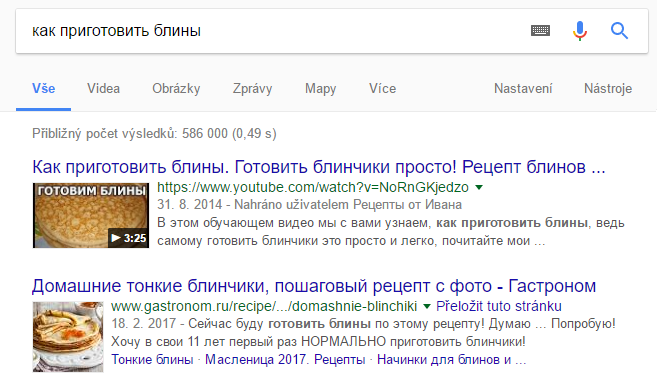 как приготовить блины
Vše Videa Obrázky Zprávy Mapy Více Nastavení Nástroje
Přibližný počet výsledků: 586 000 (0,49 s)
Как приготовить блины. Готовить блинчики просто! Рецепт блинов ...
ГОТОВИМ БЛИНЫ
3:25
https://www.youtube.com/watch?v=NoRnGKjedzo
31. 8. 2014 - Nahráno uživatelem Рецепты от Ивана
В этом обучающем видео мы с вами узнаем, как приготовить блины, ведь
самому готовить блинчики это просто и легко, почитайте мои ...
Домашние тонкие блинчики, пошаговый рецепт с фото - Гастроном
www.gastronom.ru/recipe/.../domashnie-blinchiki Přeložit tuto stránku
18. 2. 2017 - Сейчас буду готовить блины по этому рецепту! Думаю ... Попробую!
Хочу в свои 11 лет первый раз НОРМАЛЬНО приготовить блинчики!
Тонкие блины · Масленица 2017. Рецепты · Начинки для блинов и ...